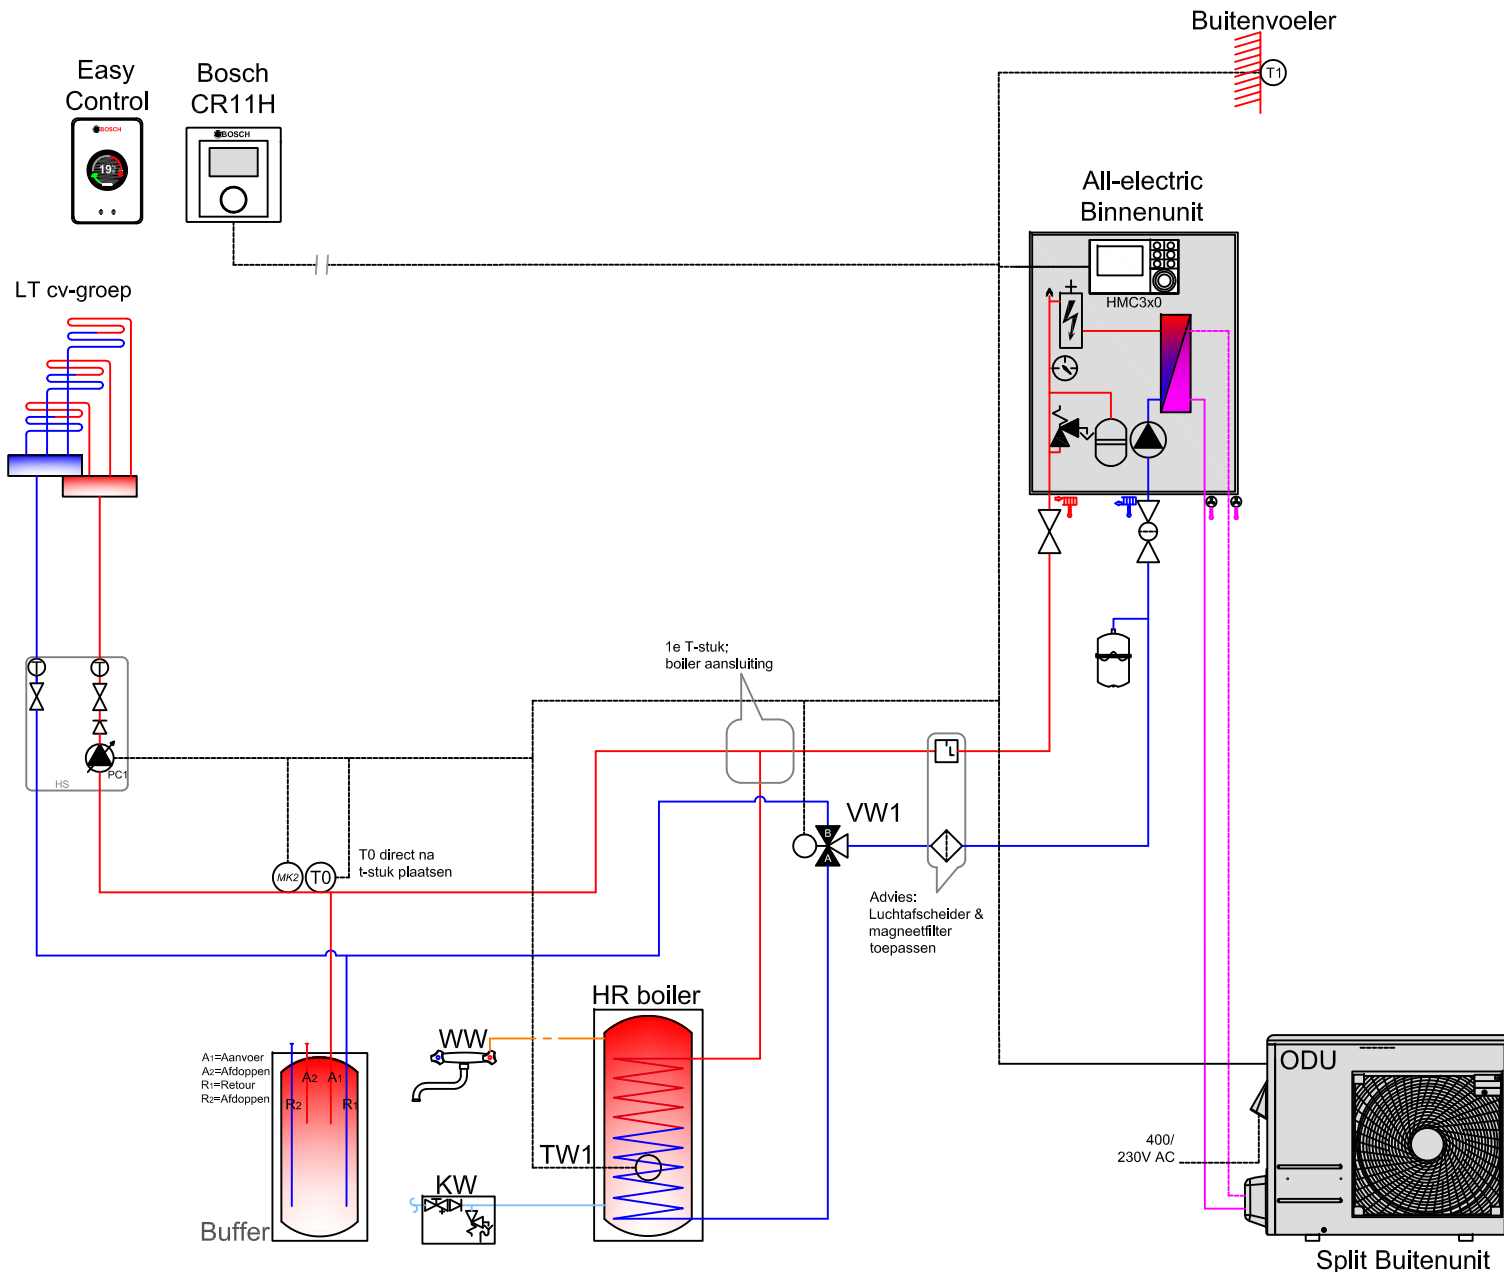 Buitenvoeler
T1
Easy
Control
BOSCH
19
Bosch
CR11H
BOSCH
All-electric
Binnenunit
HMC3x0
LT cv-groep
1e T-stuk;
boiler aansluiting
T
T
PC1
HS
L
VW1
B
A
MK2
T0
T0 direct na
t-stuk plaatsen
Advies:
Luchtafscheider &
magneetfilter
toepassen
HR boiler
WW
A1=Aanvoer
A2=Afdoppen
R1=Retour
R2=Afdoppen
A2
A1
R2
R1
Buffer
TW1
KW
ODU
400/
230V AC
Split Buitenunit